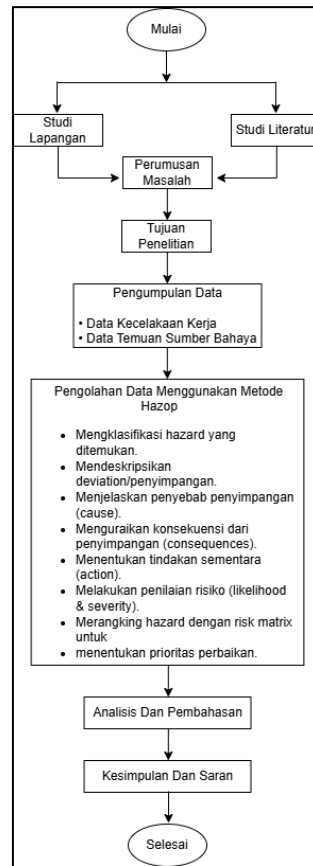 Mulai
Studi
Lapangan
Studi Literatur
Perumusan
Masalah
Tujuan
Penelitian
Pengumpulan Data
• Data Kecelakaan Kerja
• Data Temuan Sumber Bahaya
Pengolahan Data Menggunakan Metode
Hazop
• Mengklasifikasi hazard yang
ditemukan.
• Mendeskripsikan
deviation/penyimpangan.
• Menjelaskan penyebab penyimpangan
(cause).
• Menguraikan konsekuensi dari
penyimpangan (consequences).
• Menentukan tindakan sementara
(action).
• Melakukan penilaian risiko (likelihood
& severity).
• Merangking hazard dengan risk matrix
untuk
• menentukan prioritas perbaikan.
Analisis Dan Pembahasan
Kesimpulan Dan Saran
Selesai